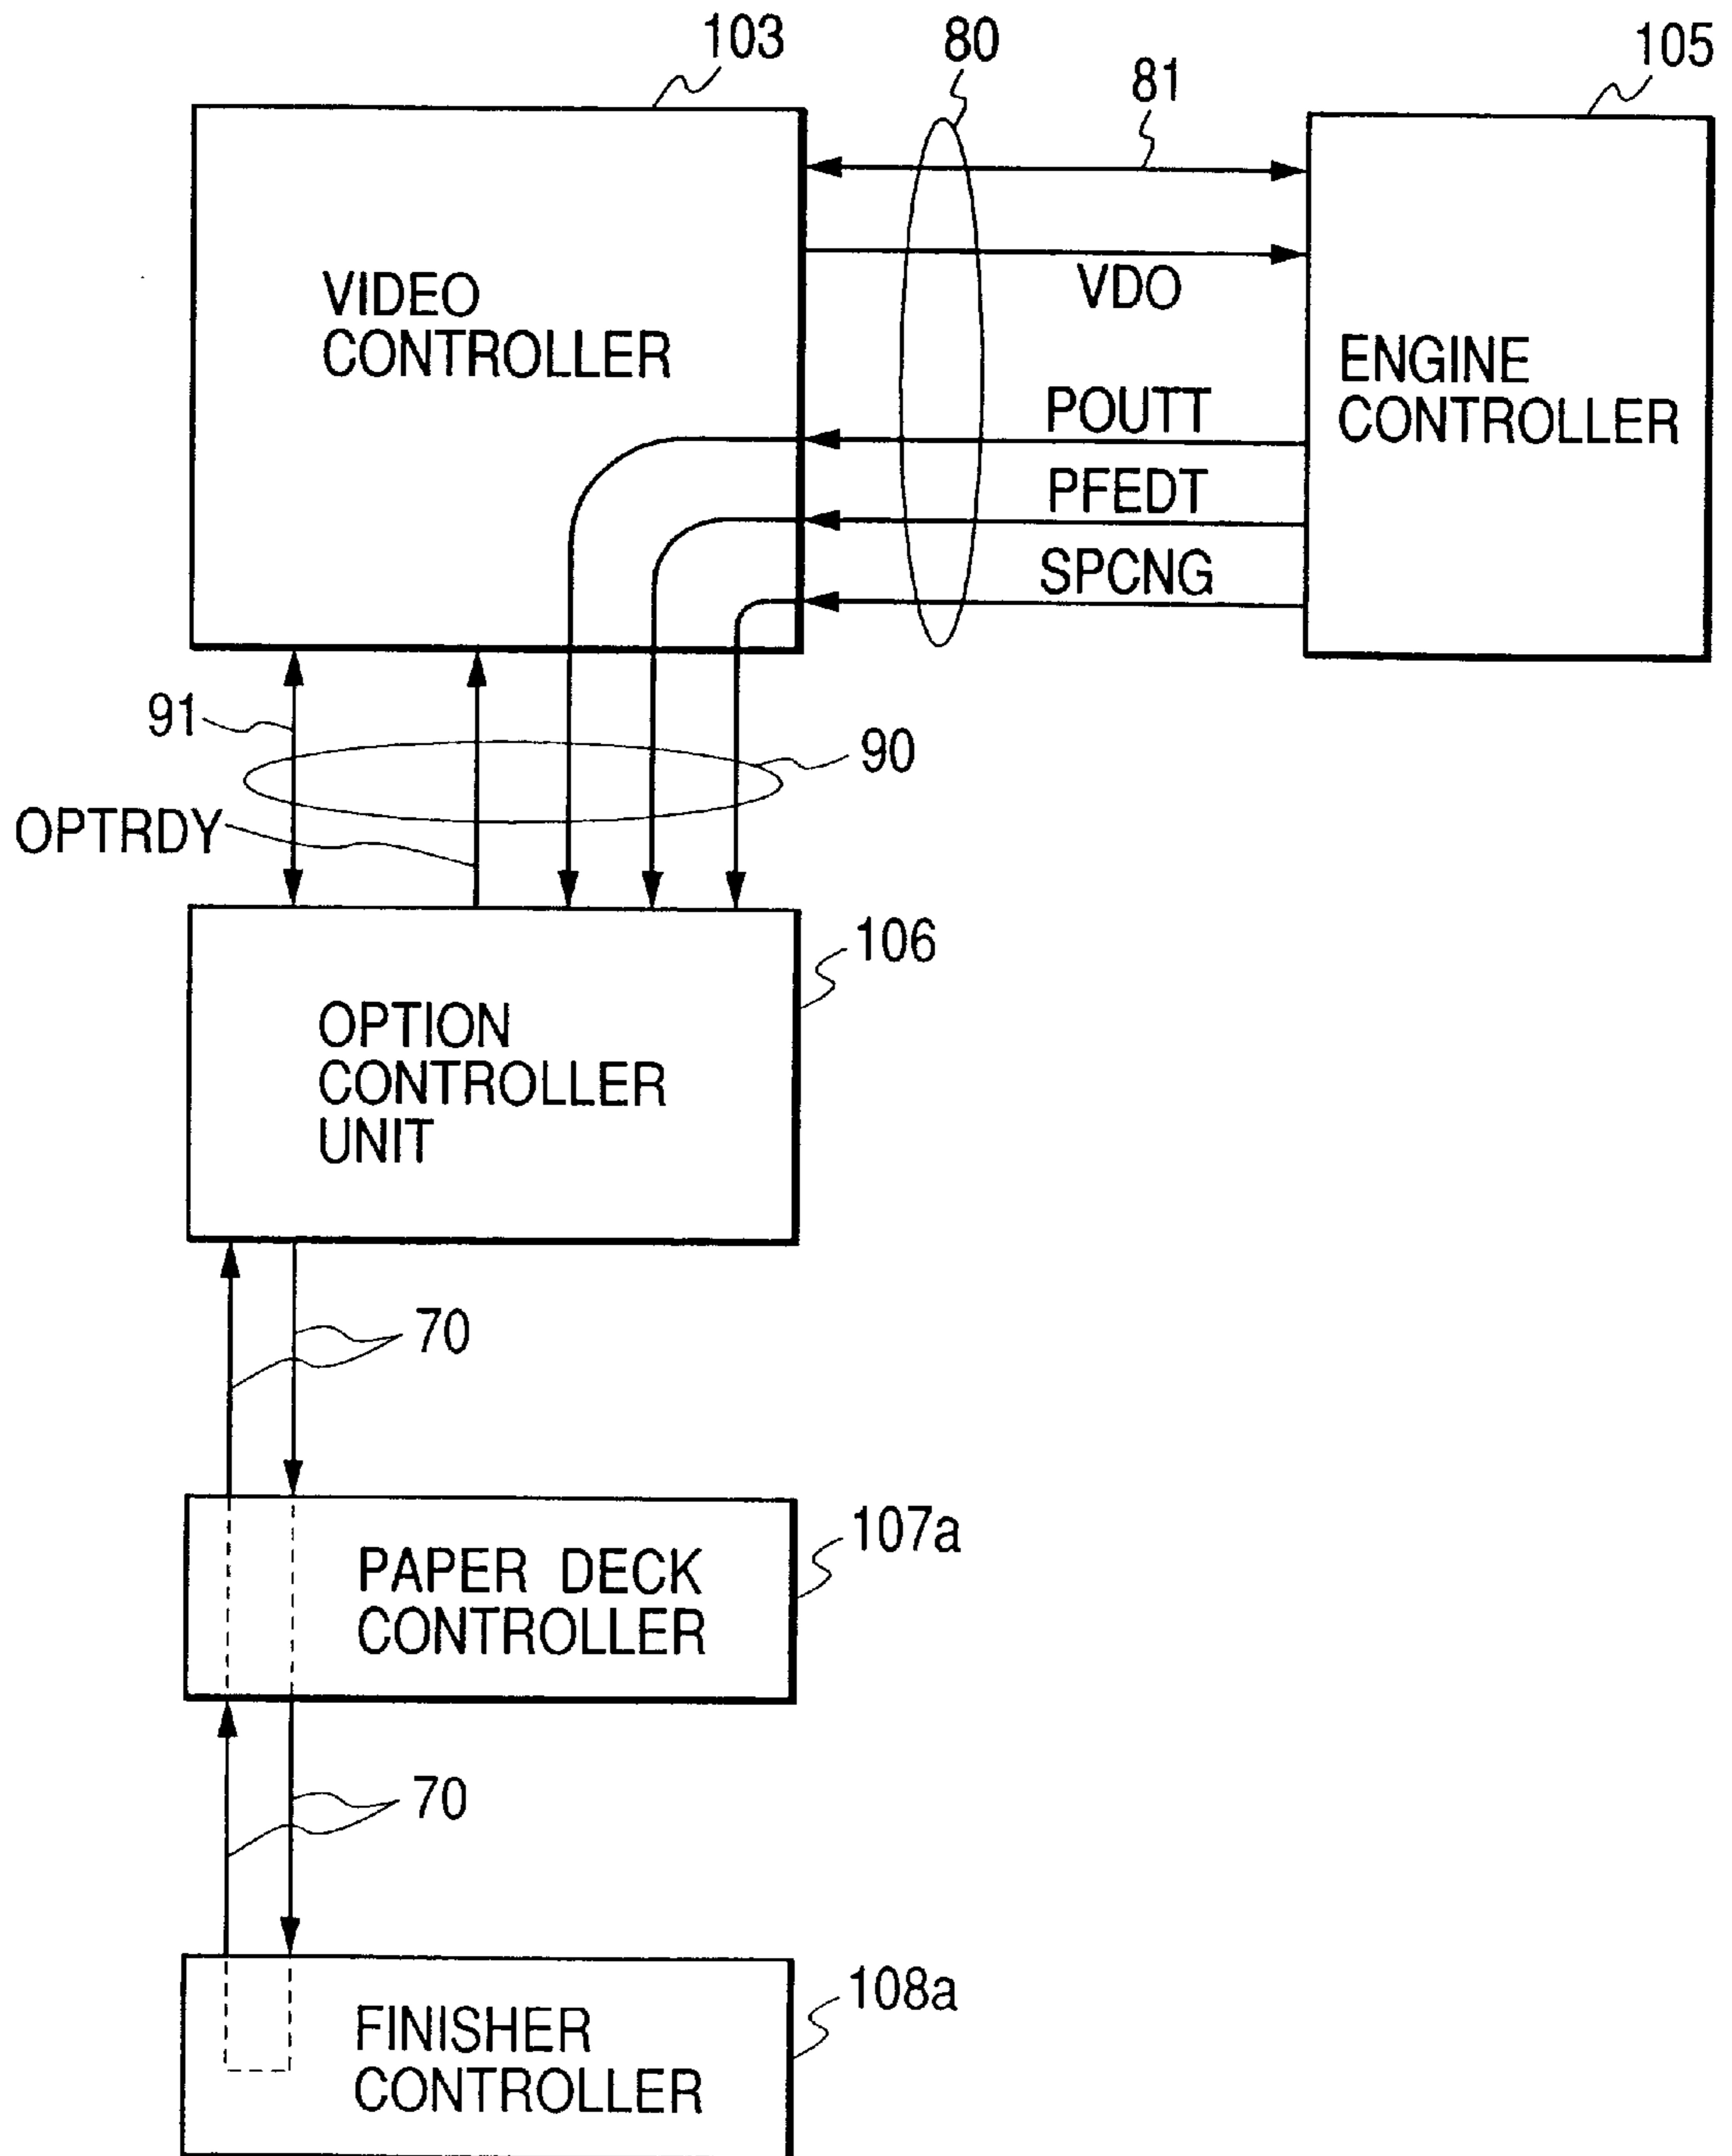 103
80
81
105
VIDEO
CONTROLLER
VDO
ENGINE
CONTROLLER
POUTT
PFEDT
SPCNG
91
90
OPTRDY
106
OPTION
CONTROLLER
UNIT
70
107a
PAPER DECK
CONTROLLER
70
108a
FINISHER
CONTROLLER